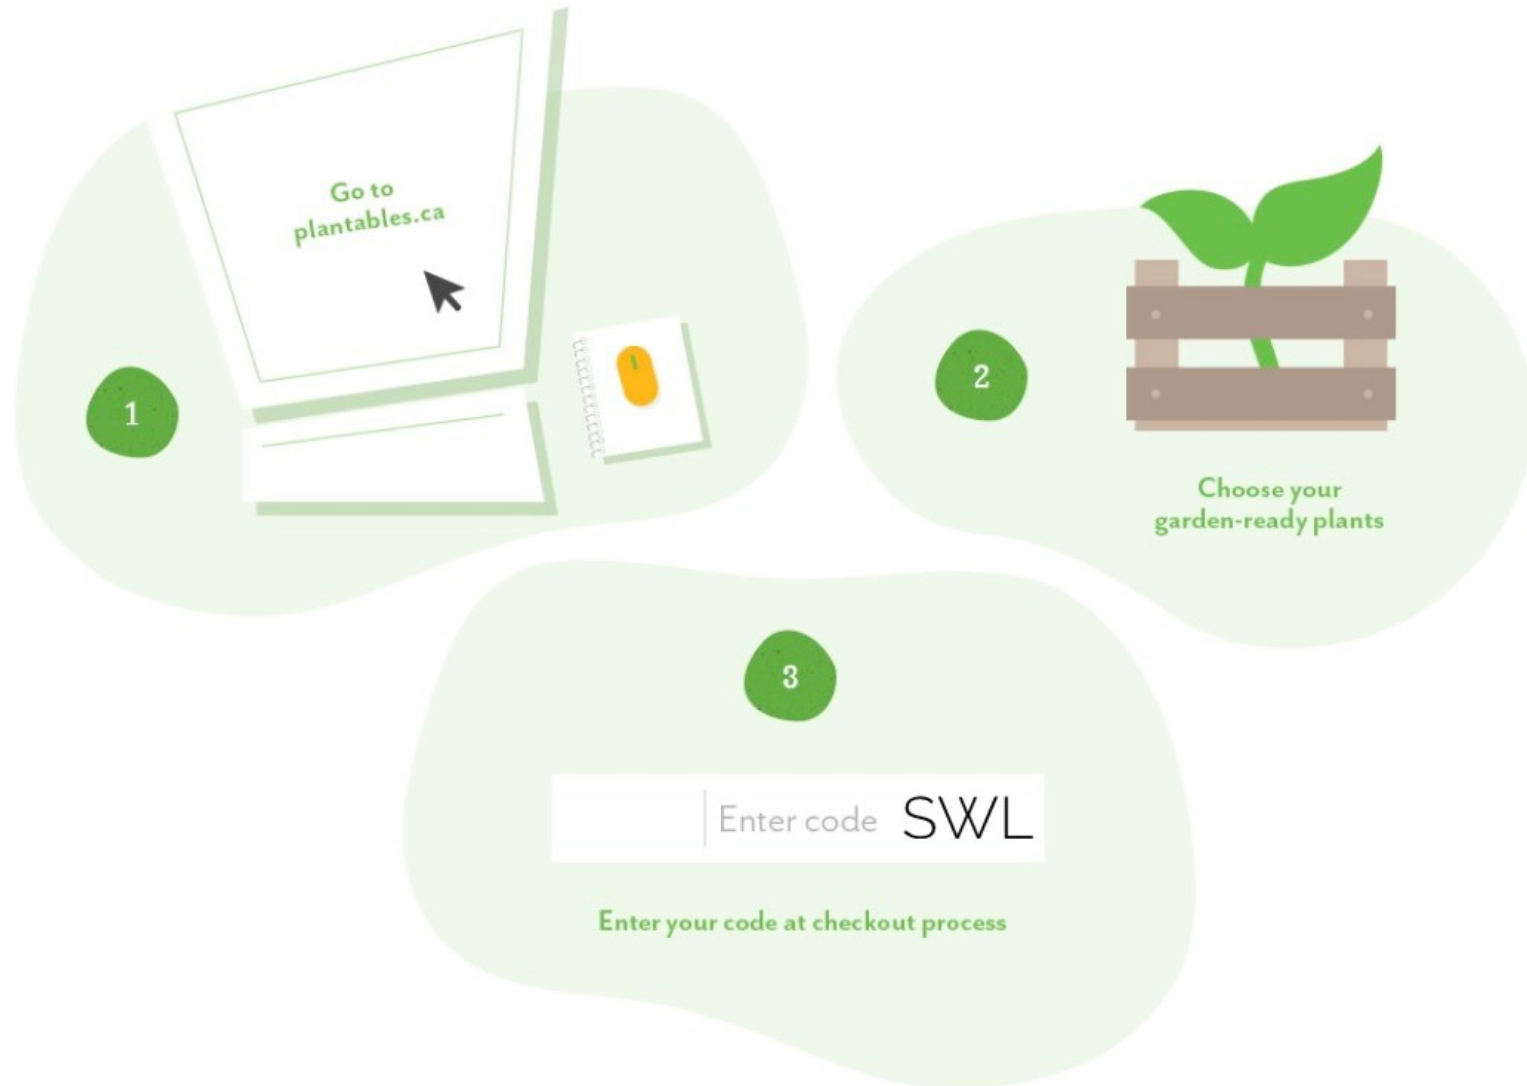 Go to
plantables.ca
1
2
Choose your
garden-ready plants
3
Enter code SWL
Enter your code at checkout process